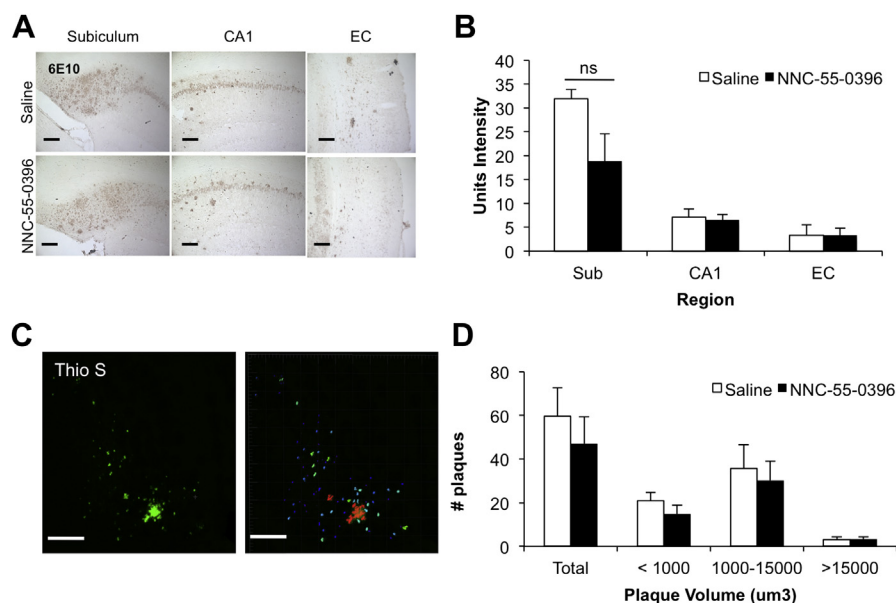 A
Subiculum CA1 EC
6E10
Saline
NNC-55-0396
B
ns
Saline NNC-55-0396
Units Intensity
40
35
30
25
20
15
10
5
0
Sub CA1 EC
Region
C
Thio S
D
Saline NNC-55-0396
# plaques
80
60
40
20
0
Total < 1000 1000-15000 >15000
Plaque Volume (um3)